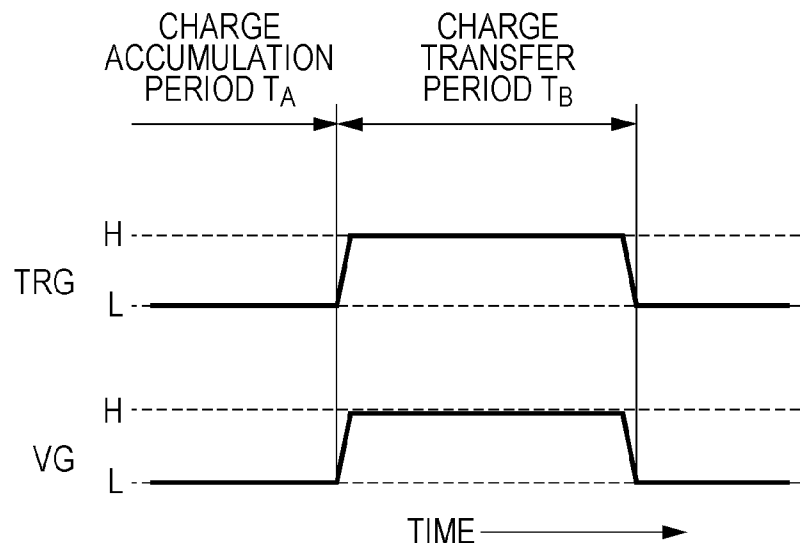 CHARGE
ACCUMULATION
PERIOD TA
CHARGE
TRANSFER
PERIOD TB
H
TRG
L
H
VG
L
TIME